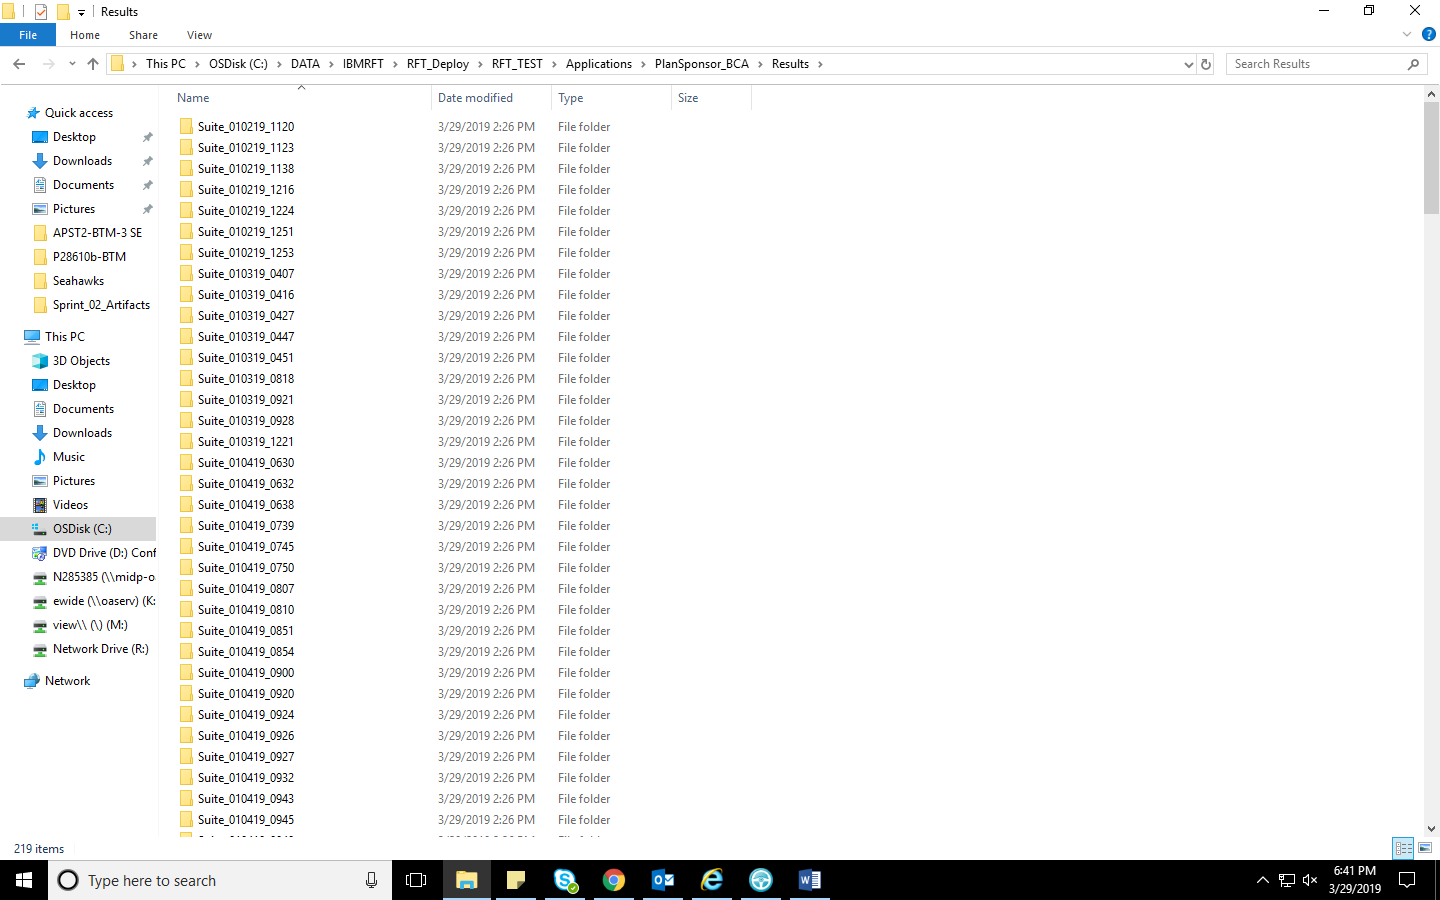 Results
File Home Share View
This PC OSDisk (C:) DATA IBMRFT RFT_Deploy RFT_TEST Applications PlanSponsor_BCA Results
Search Results
Name Date modified Type Size
Quick access
Desktop
Downloads
Documents
Pictures
APST2-BTM-3 SE
P28610b-BTM
Seahawks
Sprint_02_Artifacts
This PC
3D Objects
Desktop
Documents
Downloads
Music
Pictures
Videos
OSDisk (C:)
DVD Drive (D:) Conf
N285385 (\\midp-o
ewide (\\oaserv) (K:
view\\ (\) (M:)
Network Drive (R:)
Network
Suite_010219_1120 3/29/2019 2:26 PM File folder
Suite_010219_1123 3/29/2019 2:26 PM File folder
Suite_010219_1138 3/29/2019 2:26 PM File folder
Suite_010219_1216 3/29/2019 2:26 PM File folder
Suite_010219_1224 3/29/2019 2:26 PM File folder
Suite_010219_1251 3/29/2019 2:26 PM File folder
Suite_010219_1253 3/29/2019 2:26 PM File folder
Suite_010319_0407 3/29/2019 2:26 PM File folder
Suite_010319_0416 3/29/2019 2:26 PM File folder
Suite_010319_0427 3/29/2019 2:26 PM File folder
Suite_010319_0447 3/29/2019 2:26 PM File folder
Suite_010319_0451 3/29/2019 2:26 PM File folder
Suite_010319_0818 3/29/2019 2:26 PM File folder
Suite_010319_0921 3/29/2019 2:26 PM File folder
Suite_010319_0928 3/29/2019 2:26 PM File folder
Suite_010319_1221 3/29/2019 2:26 PM File folder
Suite_010419_0630 3/29/2019 2:26 PM File folder
Suite_010419_0632 3/29/2019 2:26 PM File folder
Suite_010419_0638 3/29/2019 2:26 PM File folder
Suite_010419_0739 3/29/2019 2:26 PM File folder
Suite_010419_0745 3/29/2019 2:26 PM File folder
Suite_010419_0750 3/29/2019 2:26 PM File folder
Suite_010419_0807 3/29/2019 2:26 PM File folder
Suite_010419_0810 3/29/2019 2:26 PM File folder
Suite_010419_0851 3/29/2019 2:26 PM File folder
Suite_010419_0854 3/29/2019 2:26 PM File folder
Suite_010419_0900 3/29/2019 2:26 PM File folder
Suite_010419_0920 3/29/2019 2:26 PM File folder
Suite_010419_0924 3/29/2019 2:26 PM File folder
Suite_010419_0926 3/29/2019 2:26 PM File folder
Suite_010419_0927 3/29/2019 2:26 PM File folder
Suite_010419_0932 3/29/2019 2:26 PM File folder
Suite_010419_0943 3/29/2019 2:26 PM File folder
Suite_010419_0945 3/29/2019 2:26 PM File folder
219 items
Type here to search
6:41 PM
3/29/2019